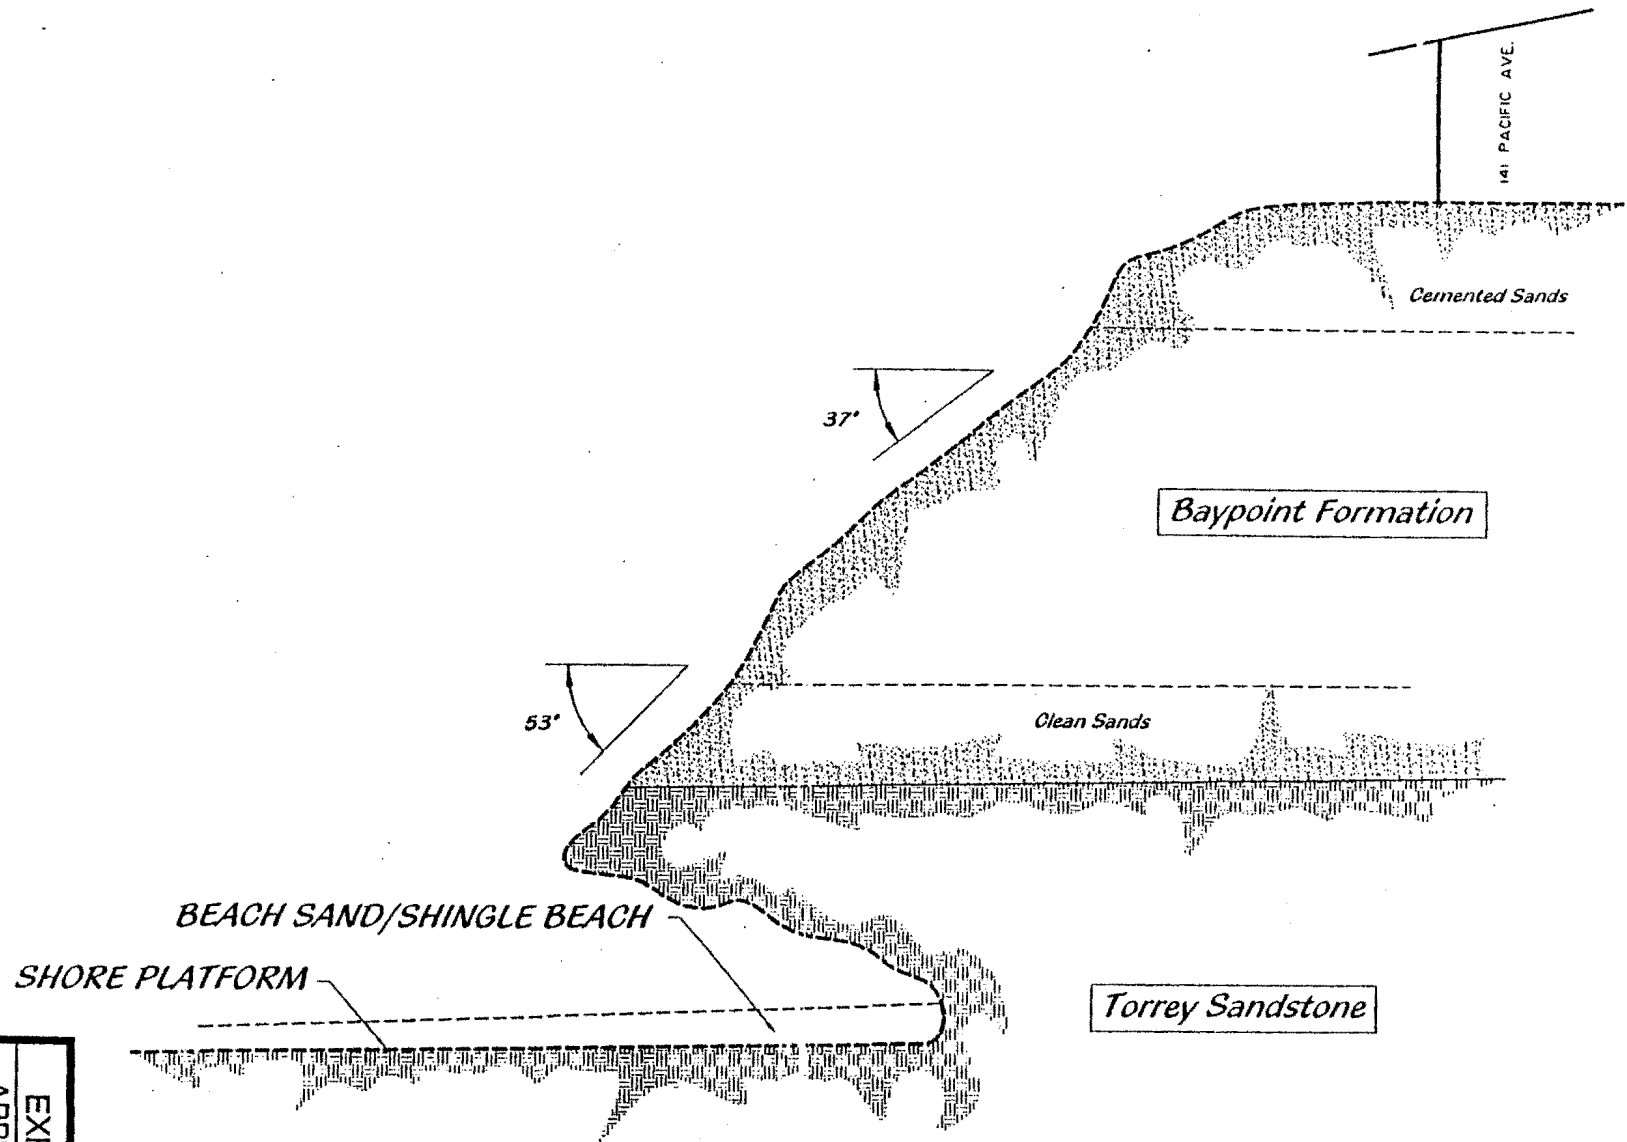 141 PACIFIC AVE.
Cemented Sands
37°
Baypoint Formation
53°
Clean Sands
BEACH SAND/SHINGLE BEACH
SHORE PLATFORM
Torrey Sandstone